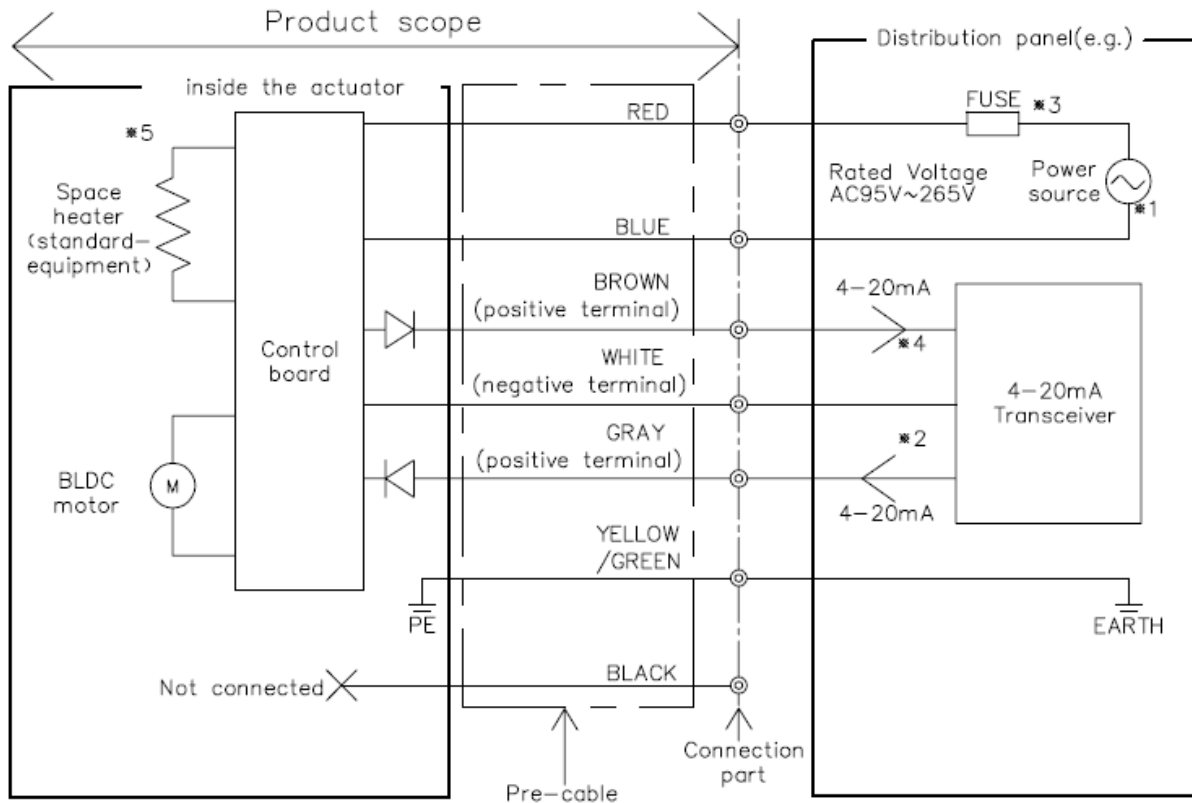 Product scope
Distribution panel(e.g.)
inside the actuator
※5
Space
heater
(standard-
equipment)
Control
board
BLDC
motor
M
RED
BLUE
BROWN
(positive terminal)
WHITE
(negative terminal)
GRAY
(positive terminal)
YELLOW
/GREEN
PE
BLACK
Not connected
Pre-cable
Connection
part
FUSE ※3
Rated Voltage
AC95V~265V
Power
source
※1
4-20mA
※4
4-20mA
Transceiver
※2
4-20mA
EARTH